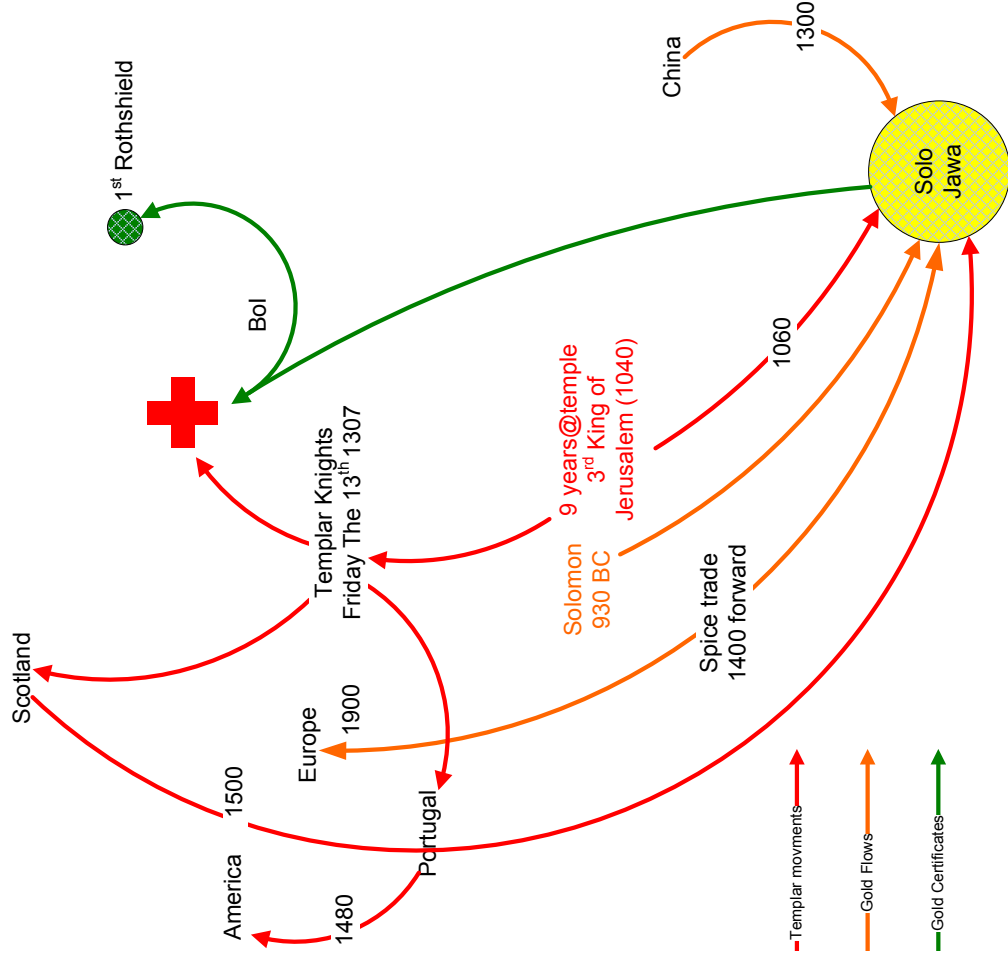 Scotland
1st Rothshield
China
1300
America
1500
Europe
1900
Templar Knights
Friday The 13th 1307
Bol
1480
Portugal
Solomon
930 BC
9 years@temple
3rd King of
Jerusalem (1040)
1060
Solo
Jawa
Spice trade
1400 forward
Templar movments
Gold Flows
Gold Certificates